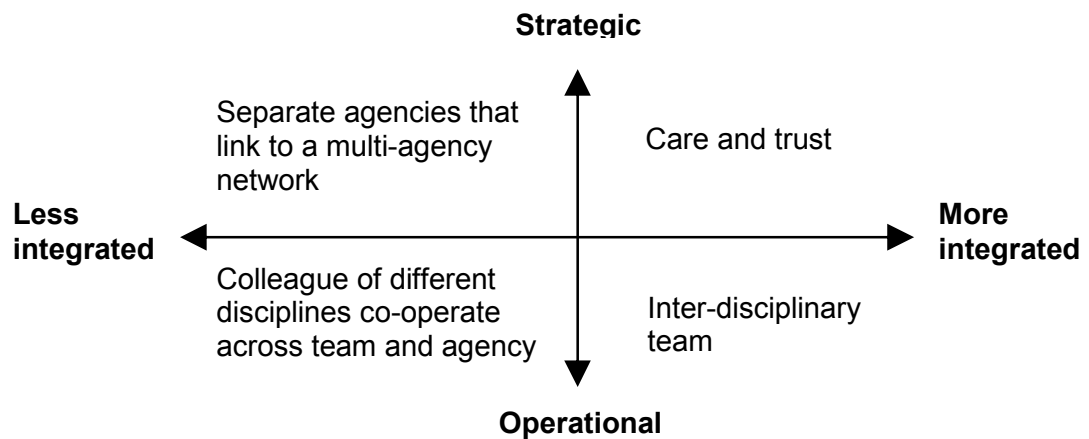 Strategic
Separate agencies that
link to a multi-agency
network
Care and trust
Less
integrated
More
integrated
Colleague of different
disciplines co-operate
across team and agency
Inter-disciplinary
team
Operational